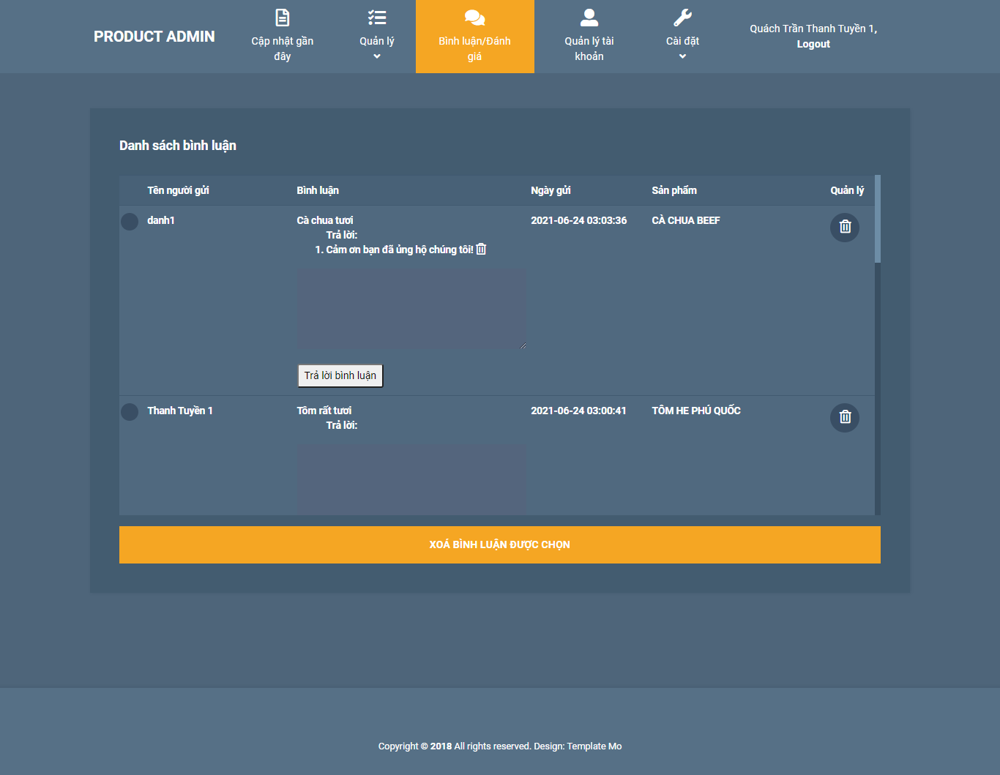 PRODUCT ADMIN
Cập nhật gần
đây
Quản lý
Bình luận/Đánh
giá
Quản lý tài
khoản
Cài đặt
Quách Trần Thanh Tuyền 1,
Logout
Danh sách bình luận
Tên người gửi Bình luận Ngày gửi Sản phẩm Quản lý
danh1 Cà chua tươi 2021-06-24 03:03:36 CÀ CHUA BEEF
Trả lời:
1. Cảm ơn bạn đã ủng hộ chúng tôi!
Trả lời bình luận
Thanh Tuyền 1 Tôm rất tươi 2021-06-24 03:00:41 TÔM HE PHÚ QUỐC
Trả lời:
XOÁ BÌNH LUẬN ĐƯỢC CHỌN
Copyright © 2018 All rights reserved. Design: Template Mo